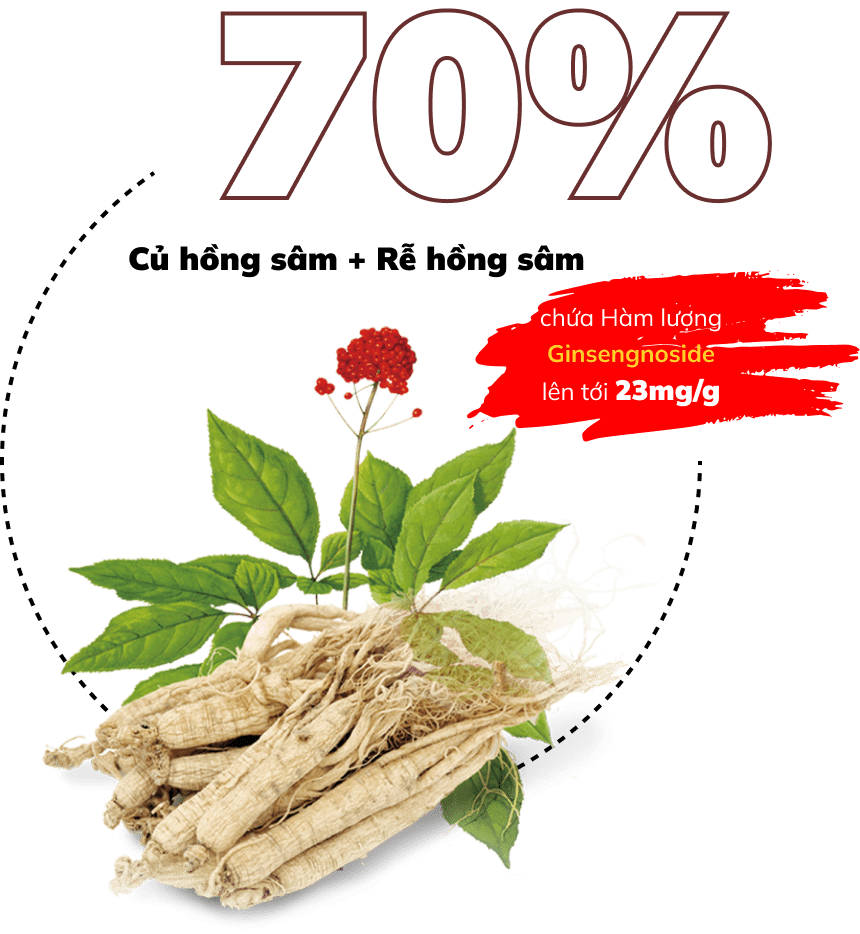 70%
Củ hồng sâm + Rễ hồng sâm
chứa Hàm lượng
Ginsengnoside
lên tới 23mg/g